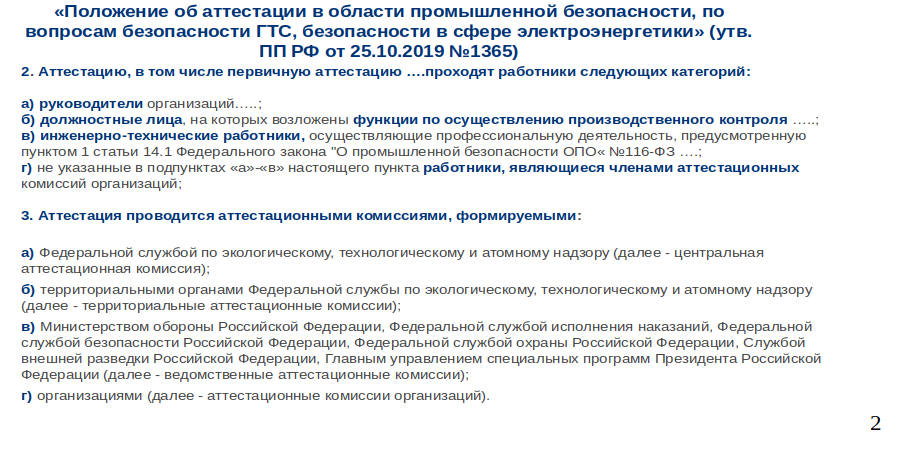 «Положение об аттестации в области промышленной безопасности, по
вопросам безопасности ГТС, безопасности в сфере электроэнергетики» (утв.
ПП РФ от 25.10.2019 №1365)
2. Аттестацию, в том числе первичную аттестацию ….проходят работники следующих категорий:
а) руководители организаций…..;
б) должностные лица, на которых возложены функции по осуществлению производственного контроля …..;
в) инженерно-технические работники, осуществляющие профессиональную деятельность, предусмотренную
пунктом 1 статьи 14.1 Федерального закона "О промышленной безопасности ОПО« №116-ФЗ ….;
г) не указанные в подпунктах «а»-«в» настоящего пункта работники, являющиеся членами аттестационных
комиссий организаций;
3. Аттестация проводится аттестационными комиссиями, формируемыми:
а) Федеральной службой по экологическому, технологическому и атомному надзору (далее - центральная
аттестационная комиссия);
б) территориальными органами Федеральной службы по экологическому, технологическому и атомному надзору
(далее - территориальные аттестационные комиссии);
в) Министерством обороны Российской Федерации, Федеральной службой исполнения наказаний, Федеральной
службой безопасности Российской Федерации, Федеральной службой охраны Российской Федерации, Службой
внешней разведки Российской Федерации, Главным управлением специальных программ Президента Российской
Федерации (далее - ведомственные аттестационные комиссии);
г) организациями (далее - аттестационные комиссии организаций).
2